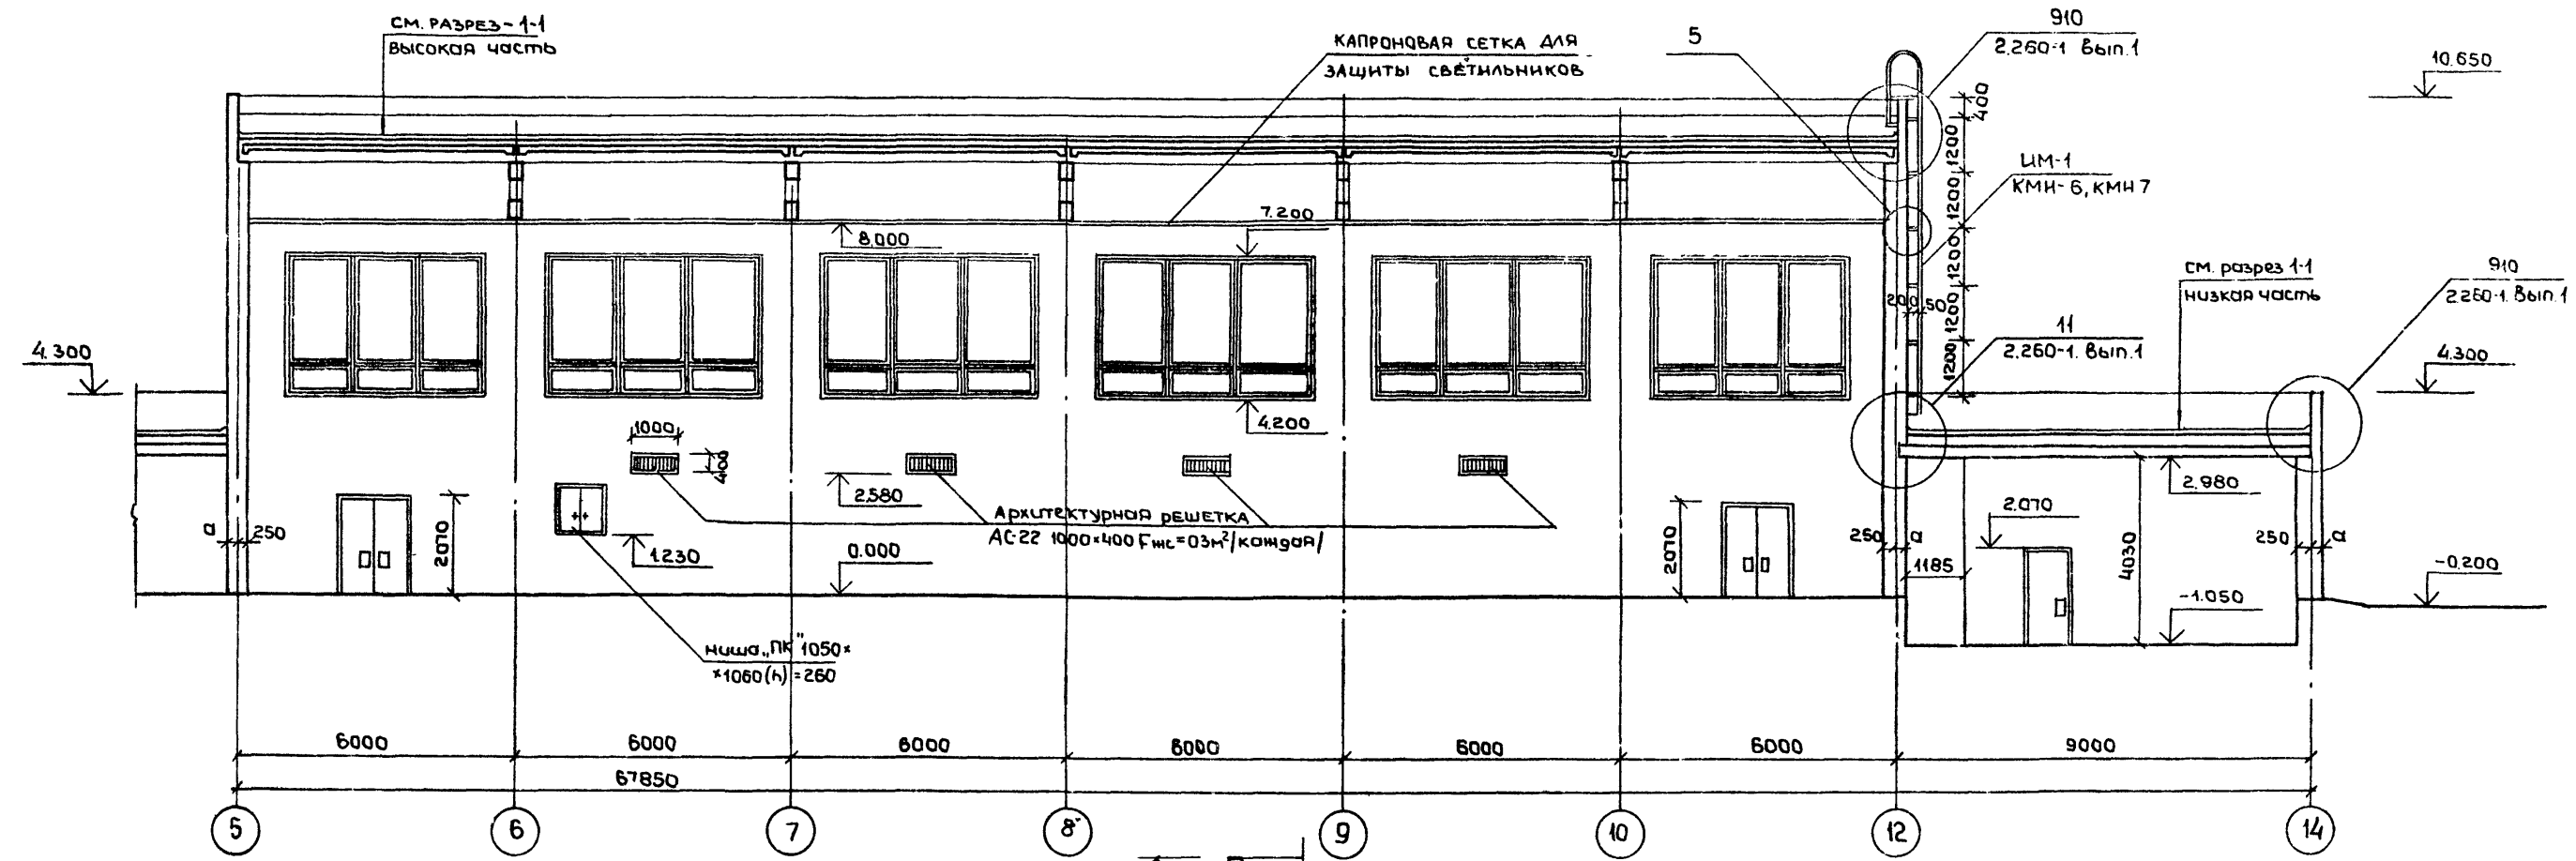 см. разрез-1-1
высокая часть
капроновая сетка для
защиты светильников
5
910
2.260-1 вып.1
10.650
400
1200
1200
1200
1200
1200
ЦМ-1
КМН-6, КМН 7
7.200
8.000
200
50
см. разрез 1-1
низкая часть
910
2260-1. вып.1
11
2.260-1. вып.1
4.300
4.300
4.200
1000
400
2.580
2.980
Архитектурная решетка
АС-22 1000×400 Fжс=03м²/каждая/
2.070
а
250
2070
1.230
0.000
2070
250
а
1185
4030
250
а
-0.200
-1.050
ниша „ПК" 1050×
×1060(h)=260
6000
6000
6000
6000
6000
6000
9000
67850
5
6
7
8
9
10
12
14